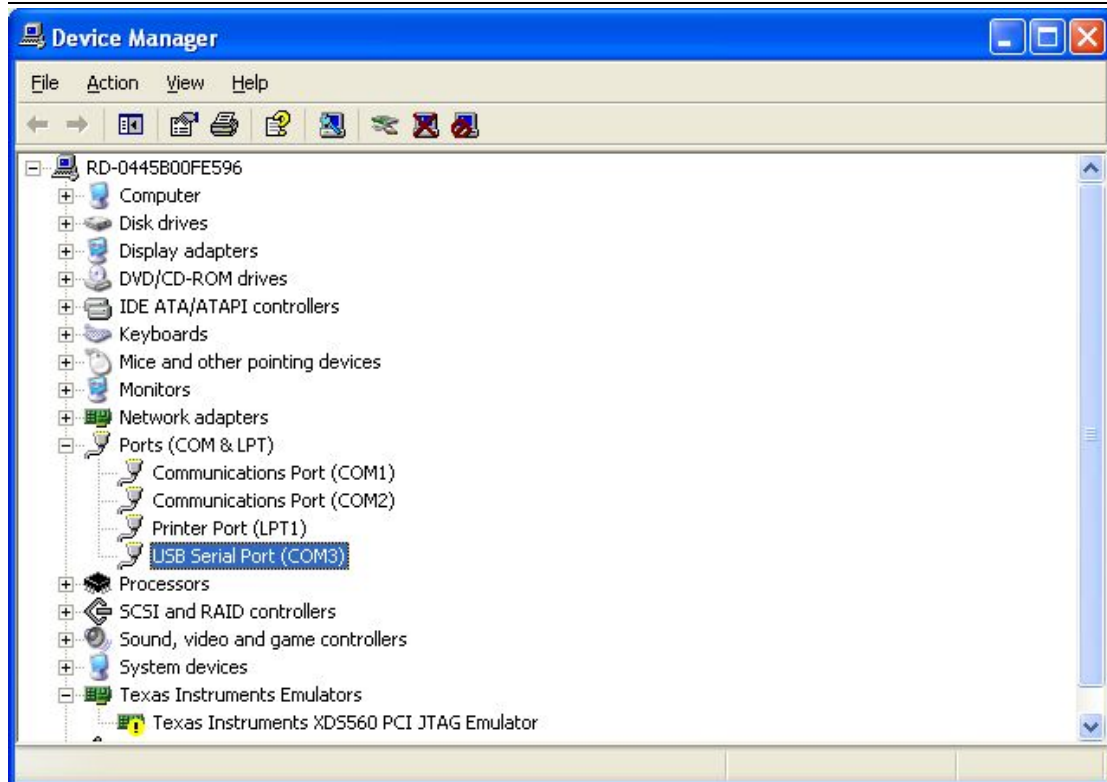 Device Manager
File Action View Help
RD-0445B00FE596
Computer
Disk drives
Display adapters
DVD/CD-ROM drives
IDE ATA/ATAPI controllers
Keyboards
Mice and other pointing devices
Monitors
Network adapters
Ports (COM & LPT)
Communications Port (COM1)
Communications Port (COM2)
Printer Port (LPT1)
USB Serial Port (COM3)
Processors
SCSI and RAID controllers
Sound, video and game controllers
System devices
Texas Instruments Emulators
Texas Instruments XDS560 PCI JTAG Emulator